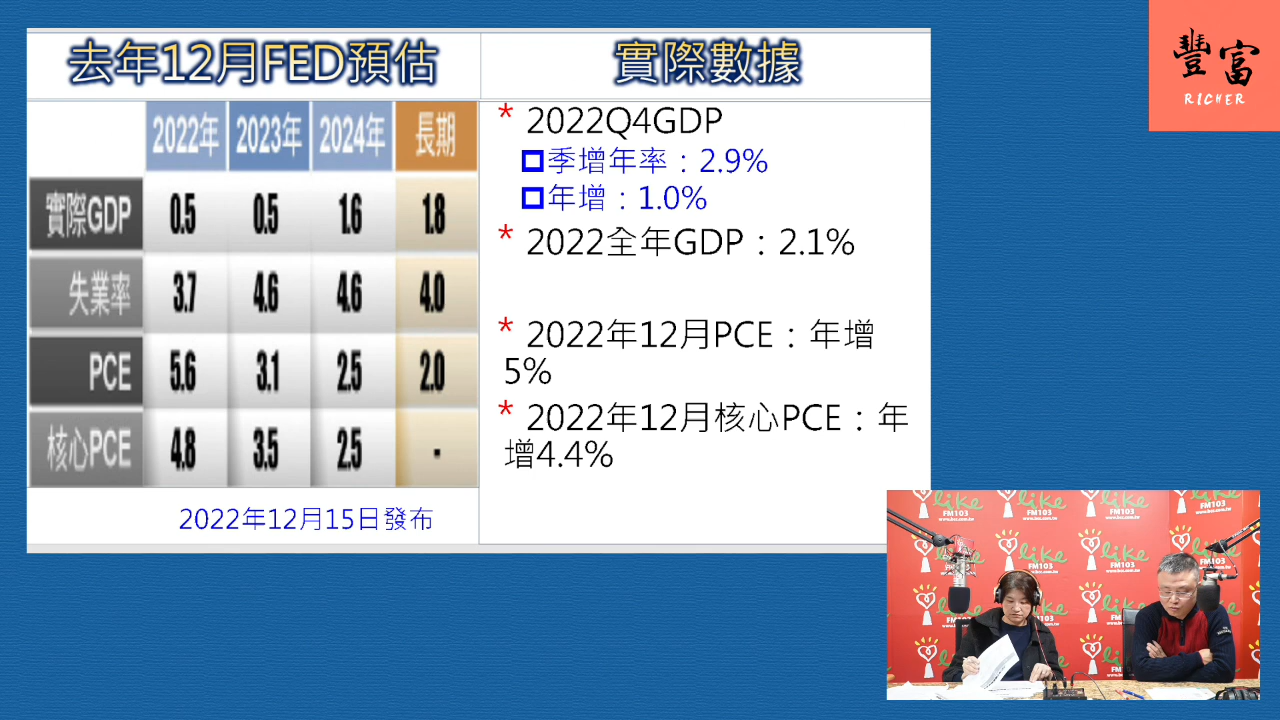 去年12月FED預估
實際數據
2022年 2023年 2024年 長期
實際GDP 0.5 0.5 1.6 1.8
失業率 3.7 4.6 4.6 4.0
PCE 5.6 3.1 2.5 2.0
核心PCE 4.8 3.5 2.5 -
2022年12月15日發布
* 2022Q4GDP
季增年率：2.9%
年增：1.0%
* 2022全年GDP：2.1%
* 2022年12月PCE：年增
5%
* 2022年12月核心PCE：年
增4.4%
豐富
RICHER
like
FM103
www.bcc.com.tw